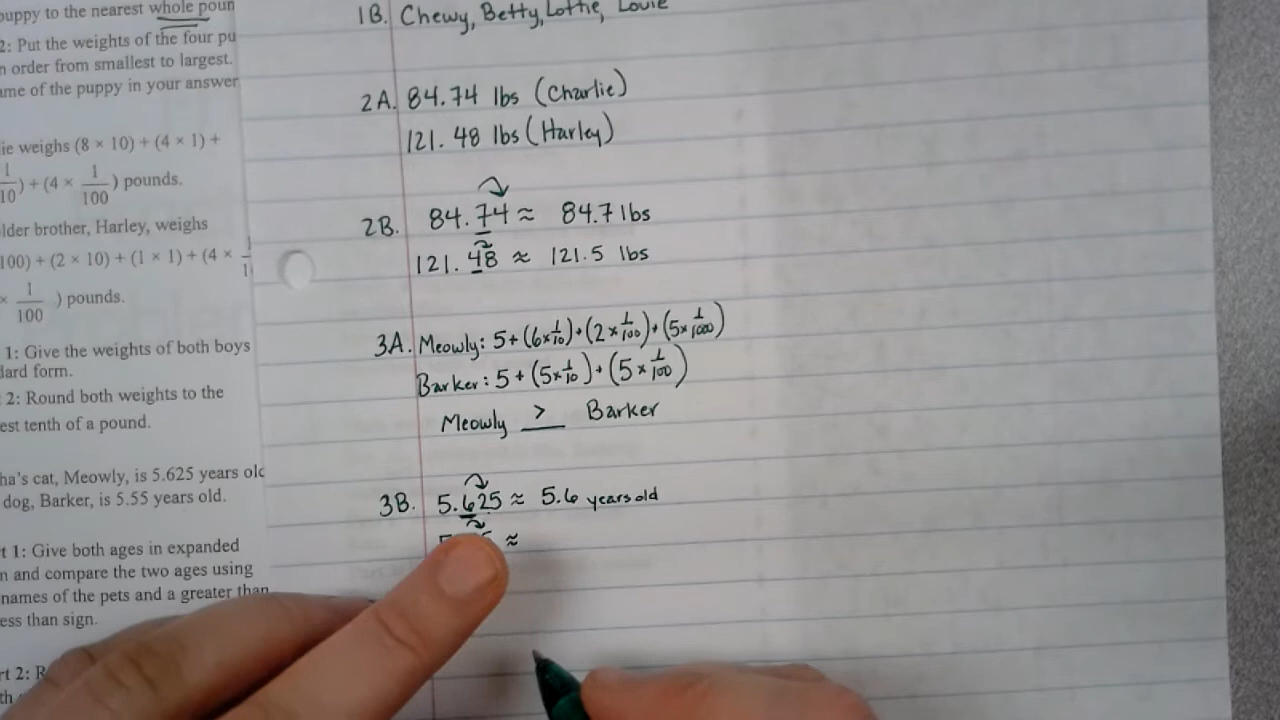 puppy to the nearest whole poun
2: Put the weights of the four pu
n order from smallest to largest.
ame of the puppy in your answer
ie weighs (8 × 10) + (4 × 1) +
1/10) + (4 × 1/100) pounds.
lder brother, Harley, weighs
100) + (2 × 10) + (1 × 1) + (4 × 1/1
× 1/100) pounds.
1: Give the weights of both boys
dard form.
2: Round both weights to the
est tenth of a pound.
ha's cat, Meowly, is 5.625 years old
dog, Barker, is 5.55 years old.
t 1: Give both ages in expanded
n and compare the two ages using
names of the pets and a greater than
ess than sign.
rt 2: R
th
1B. Chewy, Betty, Lottie, Louie
2A. 84.74 lbs (Charlie)
121.48 lbs (Harley)
2B. 84.74 ≈ 84.7 lbs
121.48 ≈ 121.5 lbs
3A. Meowly: 5 + (6 × 1/10) + (2 × 1/100) + (5 × 1/1000)
Barker: 5 + (5 × 1/10) + (5 × 1/100)
Meowly > Barker
3B. 5.625 ≈ 5.6 years old
≈